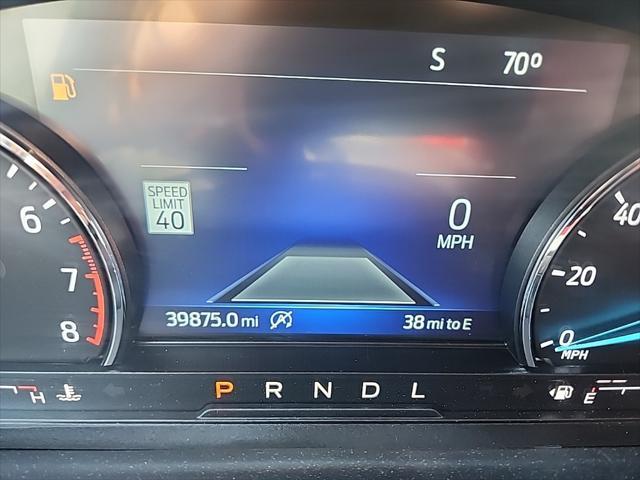 S 70°
SPEED
LIMIT
40
0
MPH
6
7
8
40
20
0
MPH
39875.0 mi
38 mi to E
H
P R N D L
E